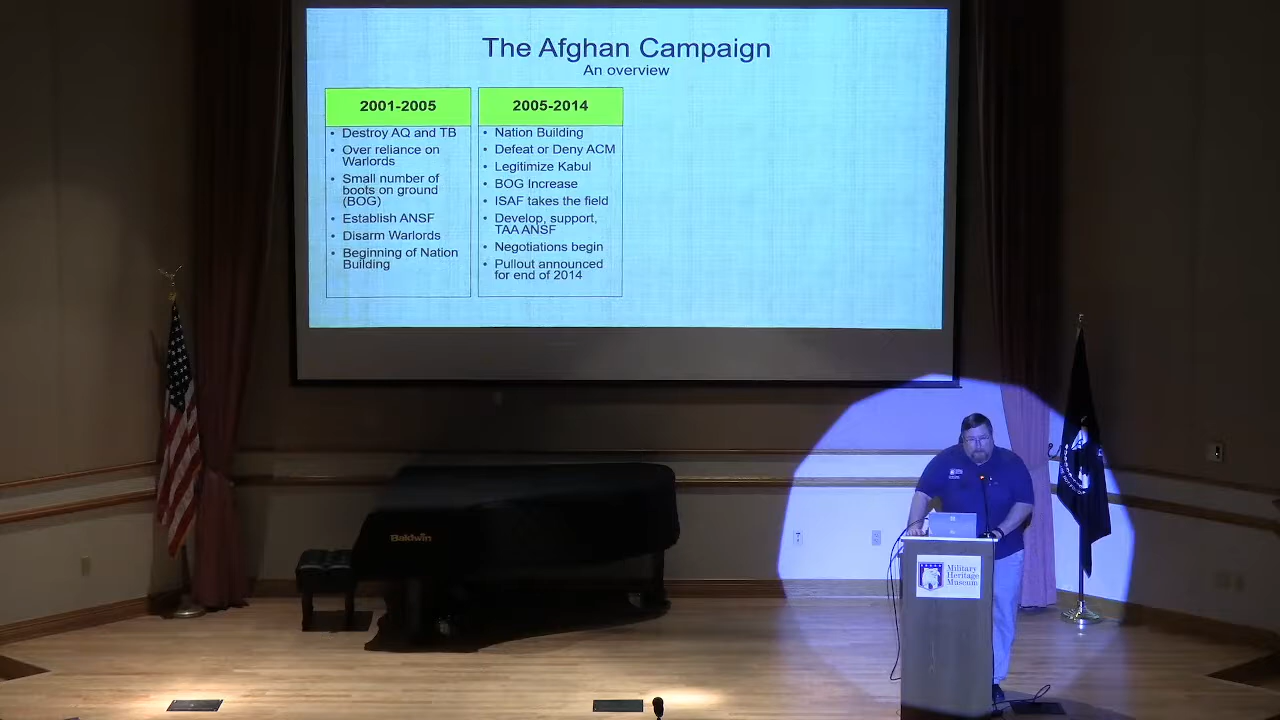 The Afghan Campaign
An overview
2001-2005
• Destroy AQ and TB
• Over reliance on
Warlords
• Small number of
boots on ground
(BOG)
• Establish ANSF
• Disarm Warlords
• Beginning of Nation
Building
2005-2014
• Nation Building
• Defeat or Deny ACM
• Legitimize Kabul
• BOG Increase
• ISAF takes the field
• Develop, support,
TAA ANSF
• Negotiations begin
• Pullout announced
for end of 2014
Baldwin
Military
Heritage
Museum